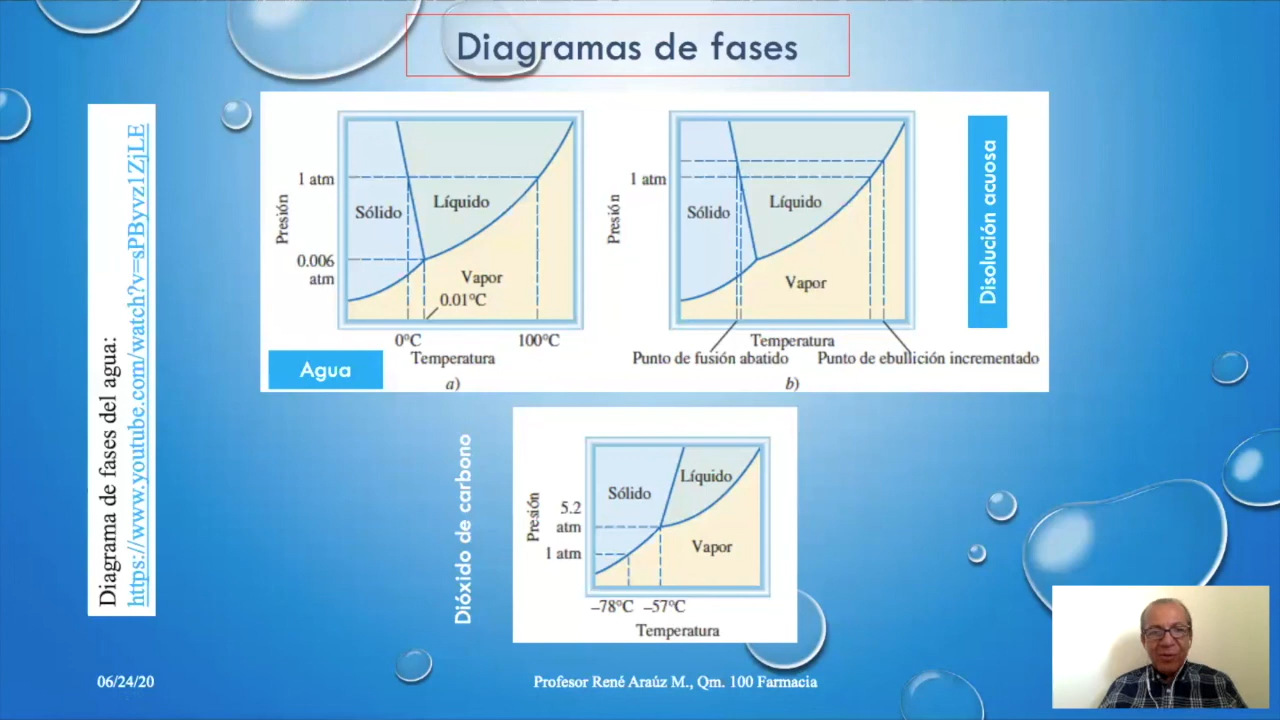 Diagramas de fases
Diagrama de fases del agua:
https://www.youtube.com/watch?v=sPByvz1ZjLE
Presión
1 atm
0.006
atm
Sólido
Líquido
Vapor
0.01°C
0°C
100°C
Temperatura
a)
Agua
Presión
1 atm
Sólido
Líquido
Vapor
Temperatura
Punto de fusión abatido
Punto de ebullición incrementado
b)
Disolución acuosa
Dióxido de carbono
Presión
5.2
atm
1 atm
Sólido
Líquido
Vapor
–78°C
–57°C
Temperatura
06/24/20
Profesor René Araúz M., Qm. 100 Farmacia